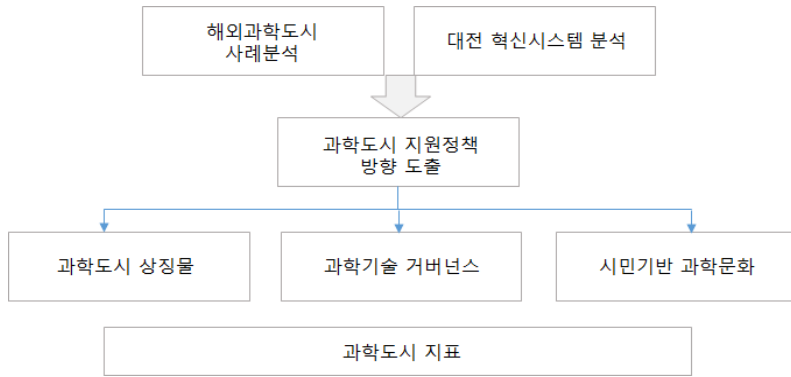 해외과학도시
사례분석
대전 혁신시스템 분석
과학도시 지원정책
방향 도출
과학도시 상징물
과학기술 거버넌스
시민기반 과학문화
과학도시 지표